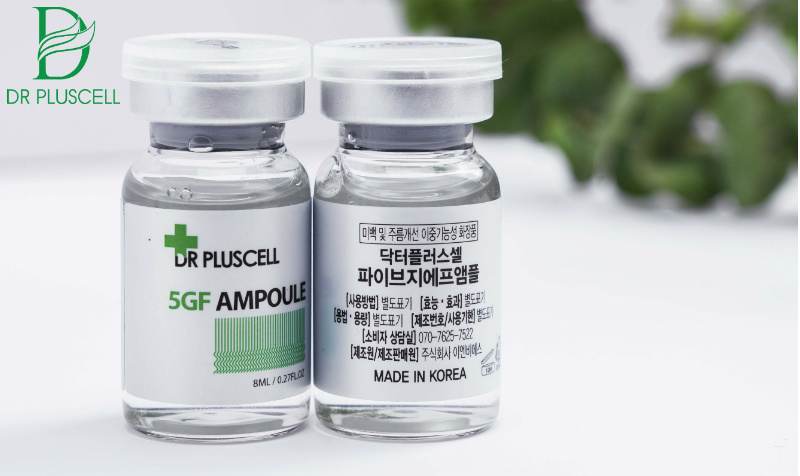 DR PLUSCELL
DR PLUSCELL
5GF AMPOULE
8ML / 0.27FL.OZ
미백 및 주름개선 이중기능성 화장품
닥터플러스셀
파이브지에프앰플
[사용방법] 별도표기 [효능·효과] 별도표기
[용법·용량] 별도표기 [제조번호/사용기한] 별도표기
[소비자 상담실] 070-7625-7522
[제조원/제조판매원] 주식회사 이앤비에스
MADE IN KOREA